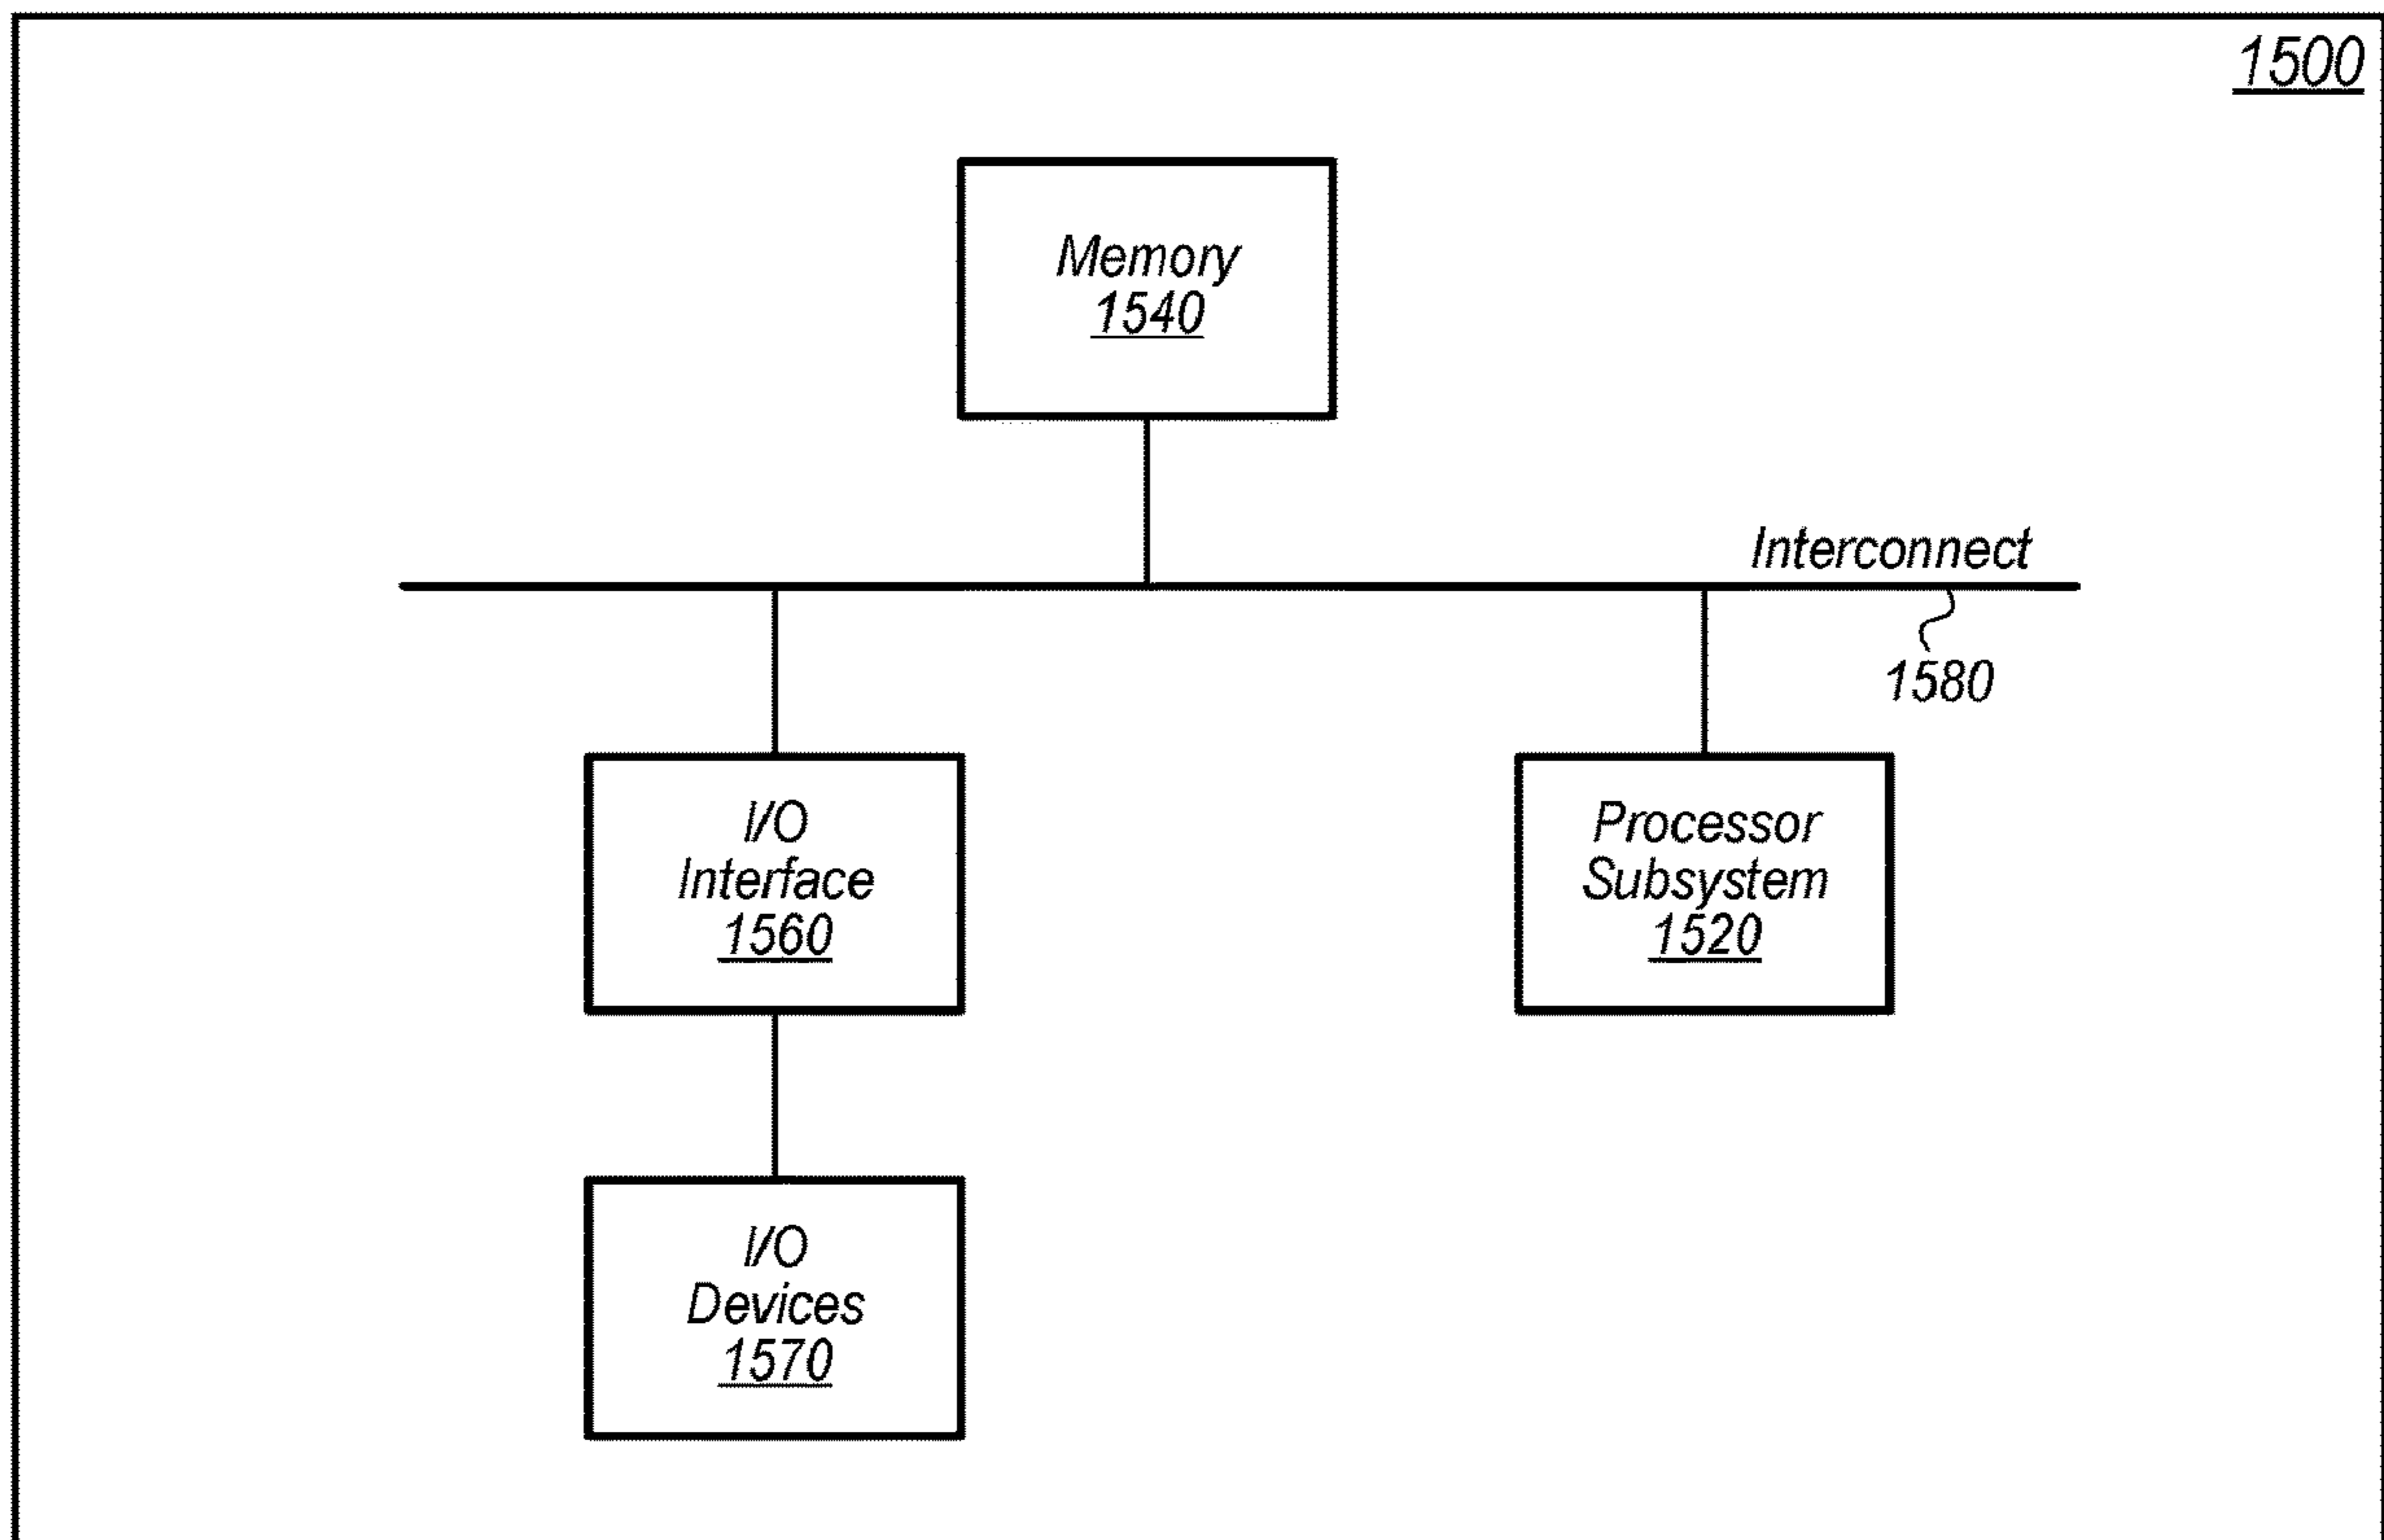 1500
Memory
1540
Interconnect
1580
I/O
Interface
1560
Processor
Subsystem
1520
I/O
Devices
1570